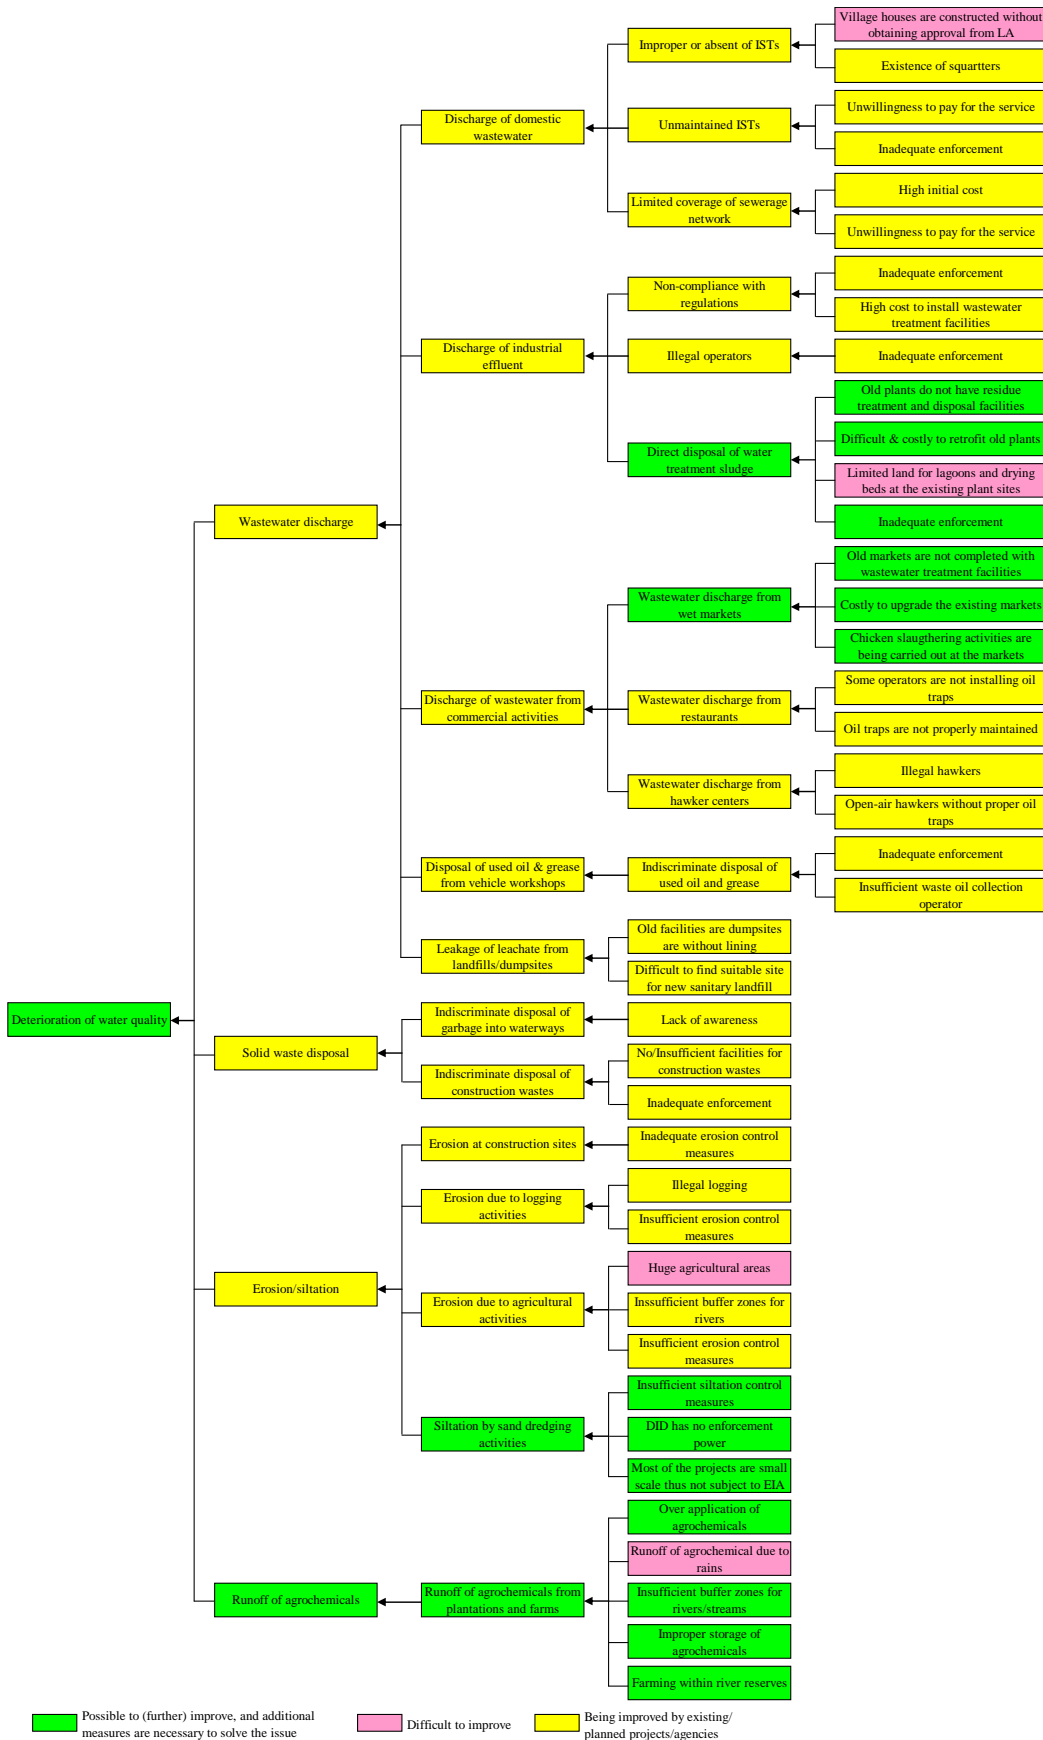 Village houses are constructed without
obtaining approval from LA
Improper or absent of ISTs
Existence of squartters
Unwillingness to pay for the service
Discharge of domestic
wastewater
Unmaintained ISTs
Inadequate enforcement
High initial cost
Limited coverage of sewerage
network
Unwillingness to pay for the service
Inadequate enforcement
Non-compliance with
regulations
High cost to install wastewater
treatment facilities
Discharge of industrial
effluent
Illegal operators
Inadequate enforcement
Old plants do not have residue
treatment and disposal facilities
Difficult & costly to retrofit old plants
Direct disposal of water
treatment sludge
Limited land for lagoons and drying
beds at the existing plant sites
Wastewater discharge
Inadequate enforcement
Old markets are not completed with
wastewater treatment facilities
Wastewater discharge from
wet markets
Costly to upgrade the existing markets
Chicken slaugthering activities are
being carried out at the markets
Some operators are not installing oil
traps
Discharge of wastewater from
commercial activities
Wastewater discharge from
restaurants
Oil traps are not properly maintained
Illegal hawkers
Wastewater discharge from
hawker centers
Open-air hawkers without proper oil
traps
Inadequate enforcement
Disposal of used oil & grease
from vehicle workshops
Indiscriminate disposal of
used oil and grease
Insufficient waste oil collection
operator
Old facilities are dumpsites
are without lining
Leakage of leachate from
landfills/dumpsites
Difficult to find suitable site
for new sanitary landfill
Deterioration of water quality
Indiscriminate disposal of
garbage into waterways
Lack of awareness
Solid waste disposal
No/Insufficient facilities for
construction wastes
Indiscriminate disposal of
construction wastes
Inadequate enforcement
Erosion at construction sites
Inadequate erosion control
measures
Illegal logging
Erosion due to logging
activities
Insufficient erosion control
measures
Huge agricultural areas
Erosion/siltation
Erosion due to agricultural
activities
Inssufficient buffer zones for
rivers
Insufficient erosion control
measures
Insufficient siltation control
measures
Siltation by sand dredging
activities
DID has no enforcement
power
Most of the projects are small
scale thus not subject to EIA
Over application of
agrochemicals
Runoff of agrochemical due to
rains
Runoff of agrochemicals
Runoff of agrochemicals from
plantations and farms
Insufficient buffer zones for
rivers/streams
Improper storage of
agrochemicals
Farming within river reserves
Possible to (further) improve, and additional
measures are necessary to solve the issue
Difficult to improve
Being improved by existing/
planned projects/agencies